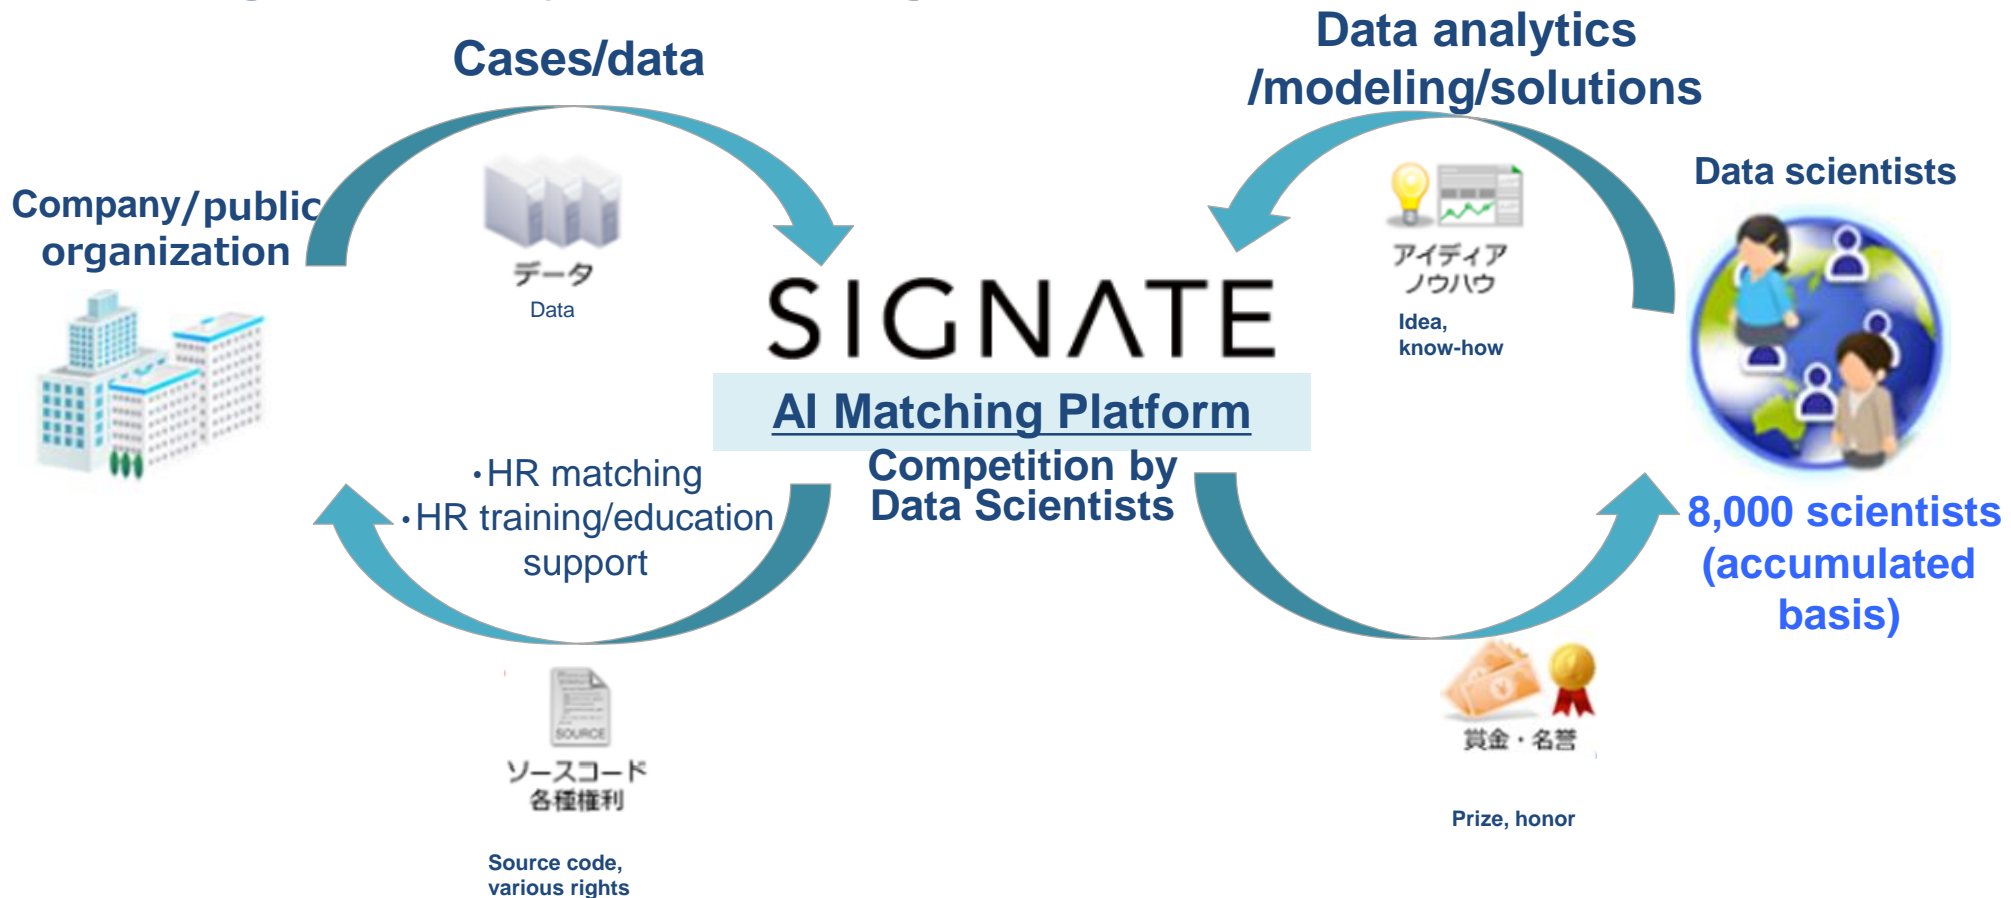 Cases/data
Data analytics
/modeling/solutions
Company/public
organization
データ
Data
アイディア
ノウハウ
Idea,
know-how
Data scientists
SIGNATE
AI Matching Platform
Competition by
Data Scientists
・HR matching
・HR training/education
support
8,000 scientists
(accumulated
basis)
SOURCE
ソースコード
各種権利
Source code,
various rights
賞金・名誉
Prize, honor